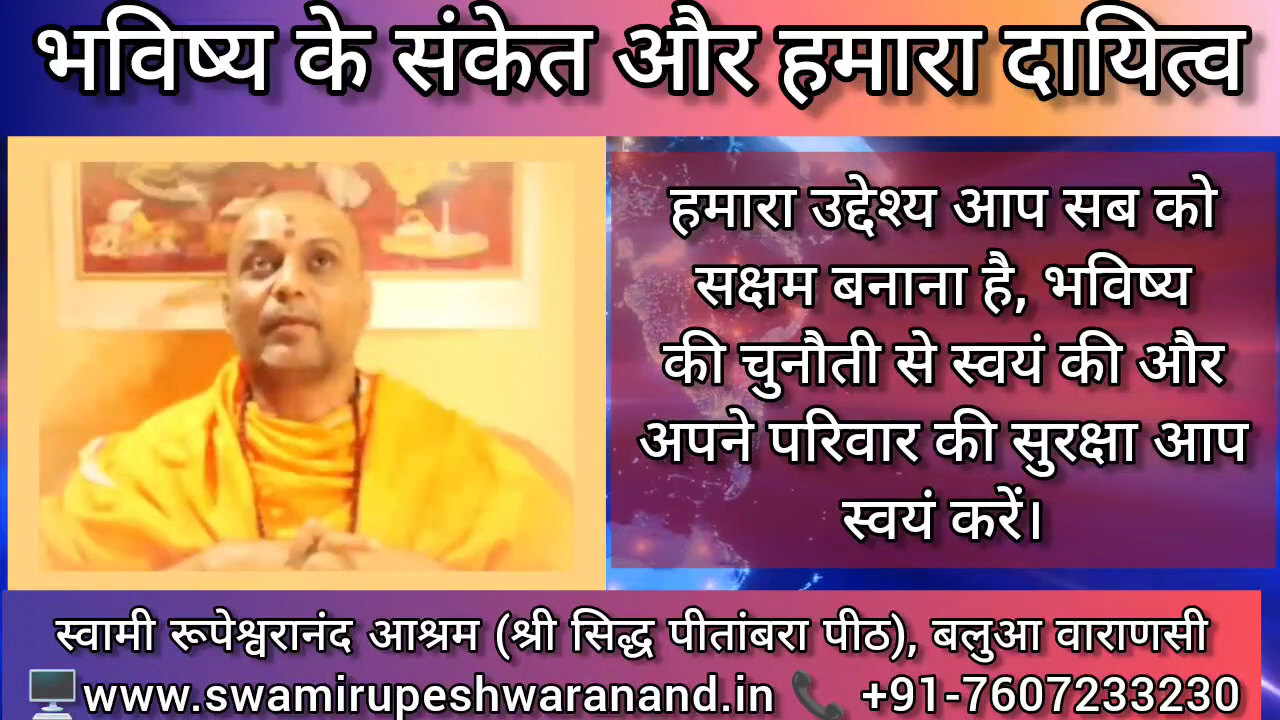 भविष्य के संकेत और हमारा दायित्व
हमारा उद्देश्य आप सब को
सक्षम बनाना है, भविष्य
की चुनौती से स्वयं की और
अपने परिवार की सुरक्षा आप
स्वयं करें।
स्वामी रूपेश्वरानंद आश्रम (श्री सिद्ध पीतांबरा पीठ), बलुआ वाराणसी
www.swamirupeshwaranand.in +91-7607233230